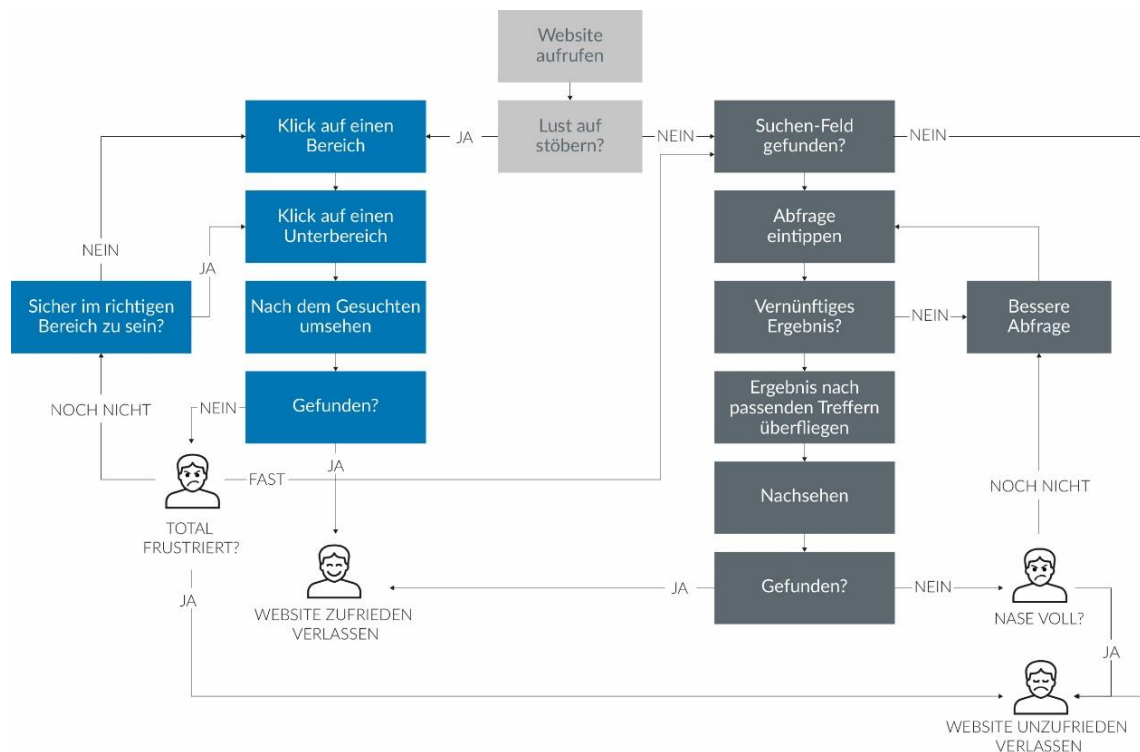 Website
aufrufen
Lust auf
stöbern?
JA
NEIN
Klick auf einen
Bereich
Klick auf einen
Unterbereich
Nach dem Gesuchten
umsehen
Gefunden?
NEIN
JA
TOTAL
FRUSTRIERT?
NOCH NICHT
FAST
JA
Sicher im richtigen
Bereich zu sein?
NEIN
JA
WEBSITE ZUFRIEDEN
VERLASSEN
Suchen-Feld
gefunden?
NEIN
Abfrage
eintippen
Vernünftiges
Ergebnis?
NEIN
Bessere
Abfrage
Ergebnis nach
passenden Treffern
überfliegen
Nachsehen
Gefunden?
JA
NEIN
NASE VOLL?
NOCH NICHT
JA
WEBSITE UNZUFRIEDEN
VERLASSEN